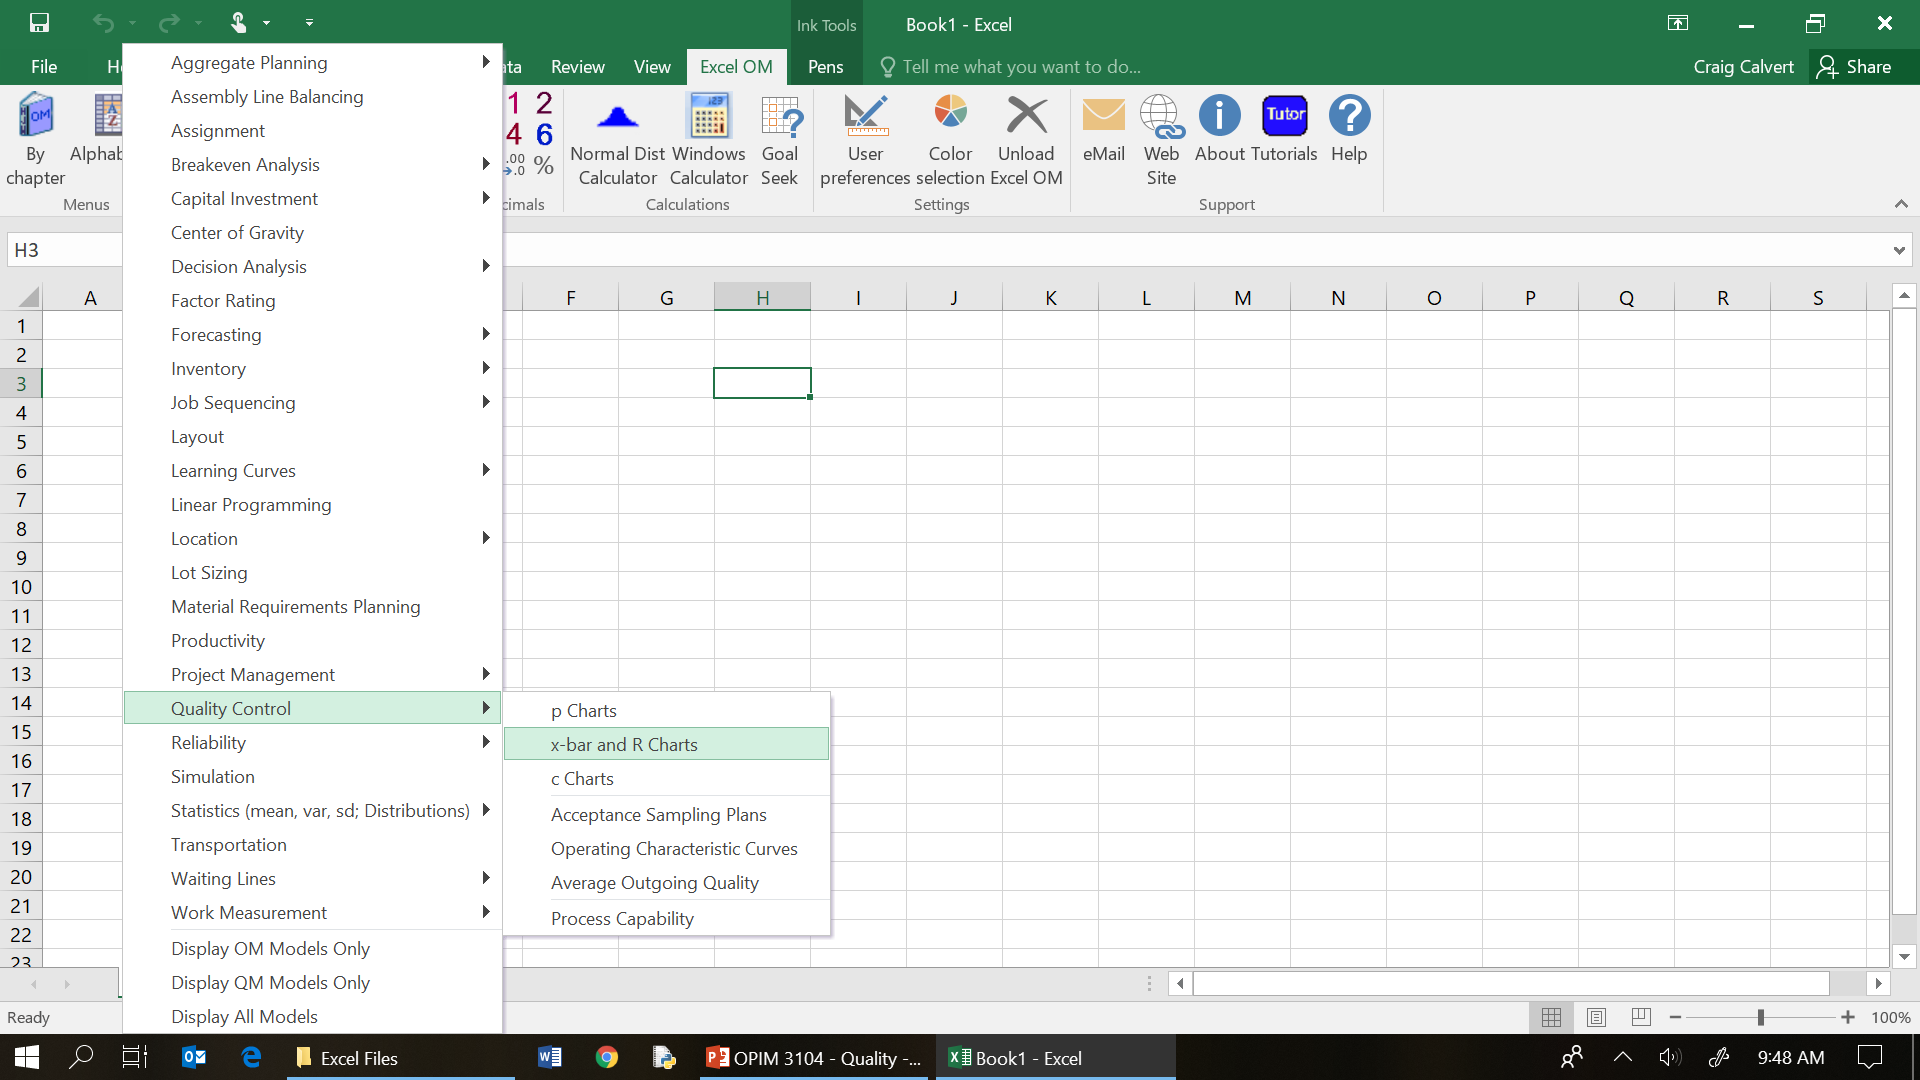 Ink Tools
Book1 - Excel
File
H
ta
Review
View
Excel OM
Pens
Tell me what you want to do...
Craig Calvert
Share
By chapter
Alphab
Menus
1 2
4 6
.00
.0
%
cimals
Normal Dist Calculator
Windows Calculator
Goal Seek
Calculations
User preferences
Color selection
Unload Excel OM
Settings
eMail
Web Site
About
Tutor
Tutorials
Help
Support
H3
A F G H I J K L M N O P Q R S
1
2
3
4
5
6
7
8
9
10
11
12
13
14
15
16
17
18
19
20
21
22
23
Aggregate Planning
Assembly Line Balancing
Assignment
Breakeven Analysis
Capital Investment
Center of Gravity
Decision Analysis
Factor Rating
Forecasting
Inventory
Job Sequencing
Layout
Learning Curves
Linear Programming
Location
Lot Sizing
Material Requirements Planning
Productivity
Project Management
Quality Control
Reliability
Simulation
Statistics (mean, var, sd; Distributions)
Transportation
Waiting Lines
Work Measurement
Display OM Models Only
Display QM Models Only
Display All Models
p Charts
x-bar and R Charts
c Charts
Acceptance Sampling Plans
Operating Characteristic Curves
Average Outgoing Quality
Process Capability
Ready
100%
Excel Files
OPIM 3104 - Quality -...
Book1 - Excel
9:48 AM